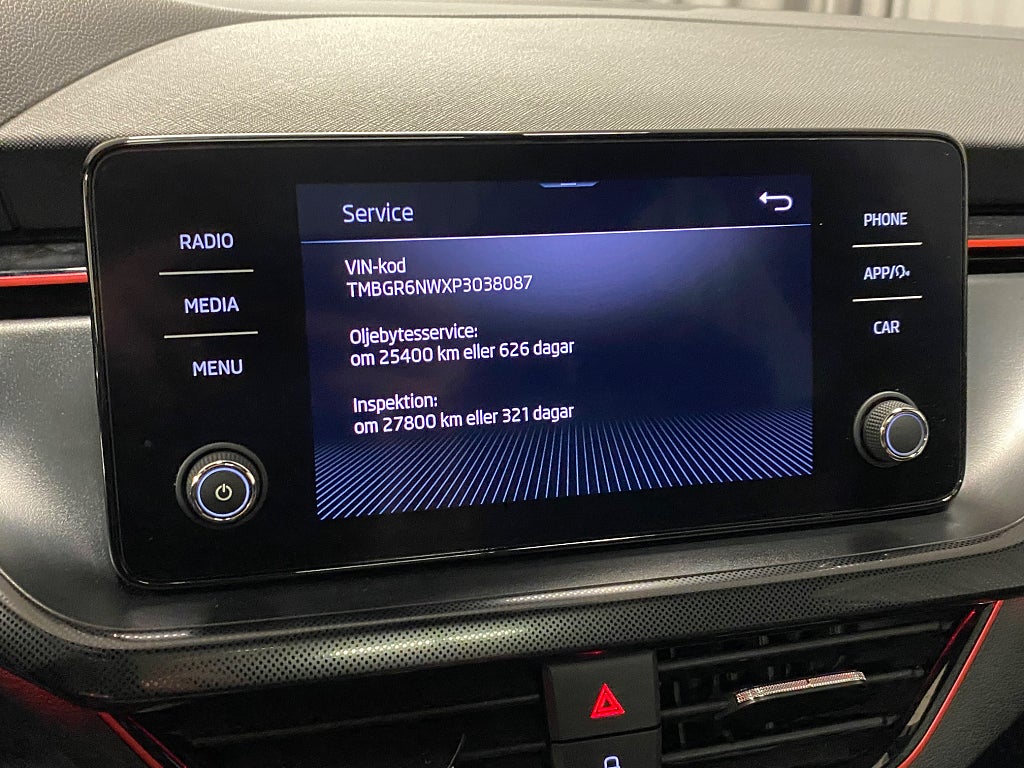 Service
RADIO
MEDIA
MENU
VIN-kod
TMBGR6NWXP3038087
Oljebytesservice:
om 25400 km eller 626 dagar
Inspektion:
om 27800 km eller 321 dagar
PHONE
APP/
CAR